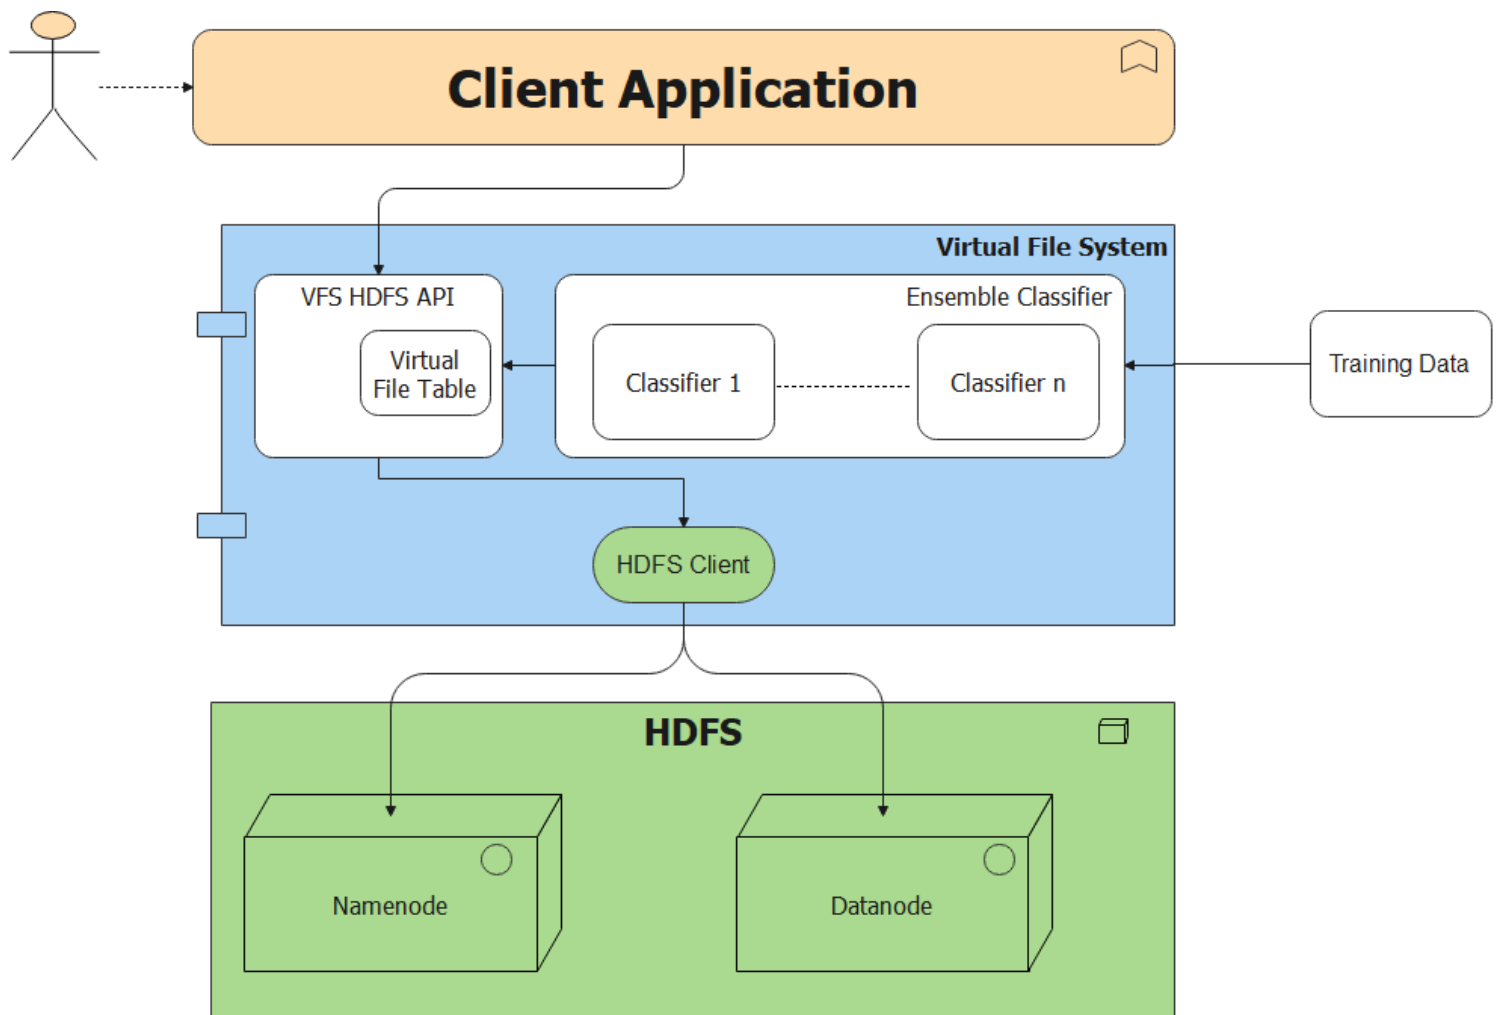 Client Application
Virtual File System
VFS HDFS API
Virtual
File Table
Ensemble Classifier
Classifier 1
Classifier n
Training Data
HDFS Client
HDFS
Namenode
Datanode